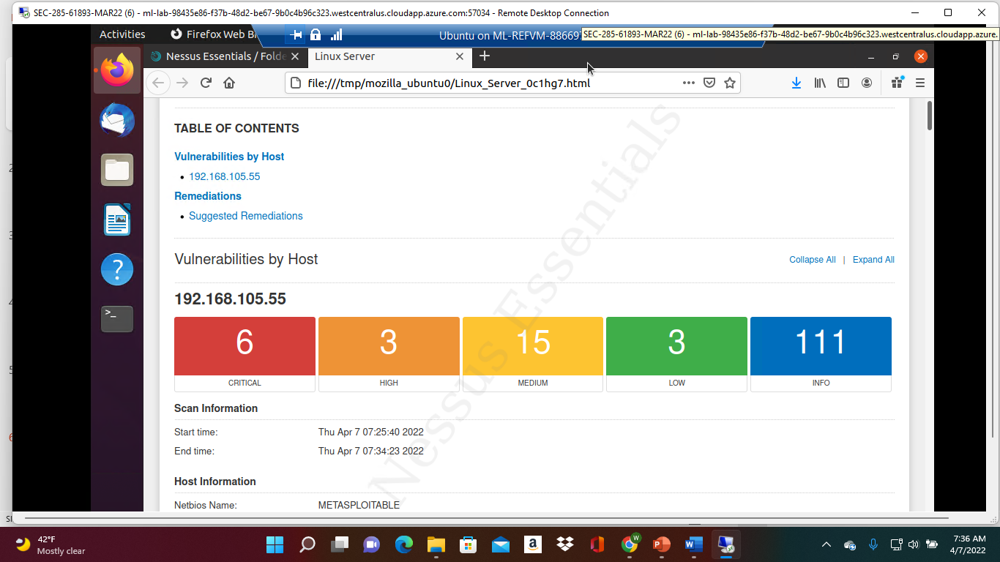 SEC-285-61893-MAR22 (6) - ml-lab-98435e86-f37b-48d2-be67-9b0c4b96c323.westcentralus.cloudapp.azure.com:57034 - Remote Desktop Connection
Activities
Firefox Web
Ubuntu on ML-REFVM-88669
SEC-285-61893-MAR22 (6) - ml-lab-98435e86-f37b-48d2-be67-9b0c4b96c323.westcentralus.cloudapp.azure.
Nessus Essentials / Folde
Linux Server
file:///tmp/mozilla_ubuntu0/Linux_Server_0c1hg7.html
TABLE OF CONTENTS
Vulnerabilities by Host
• 192.168.105.55
Remediations
• Suggested Remediations
Vulnerabilities by Host
Collapse All | Expand All
192.168.105.55
6 3 15 3 111
CRITICAL HIGH MEDIUM LOW INFO
Scan Information
Start time: Thu Apr 7 07:25:40 2022
End time: Thu Apr 7 07:34:23 2022
Host Information
Netbios Name: METASPLOITABLE
Nessus Essentials
42°F
Mostly clear
7:36 AM
4/7/2022